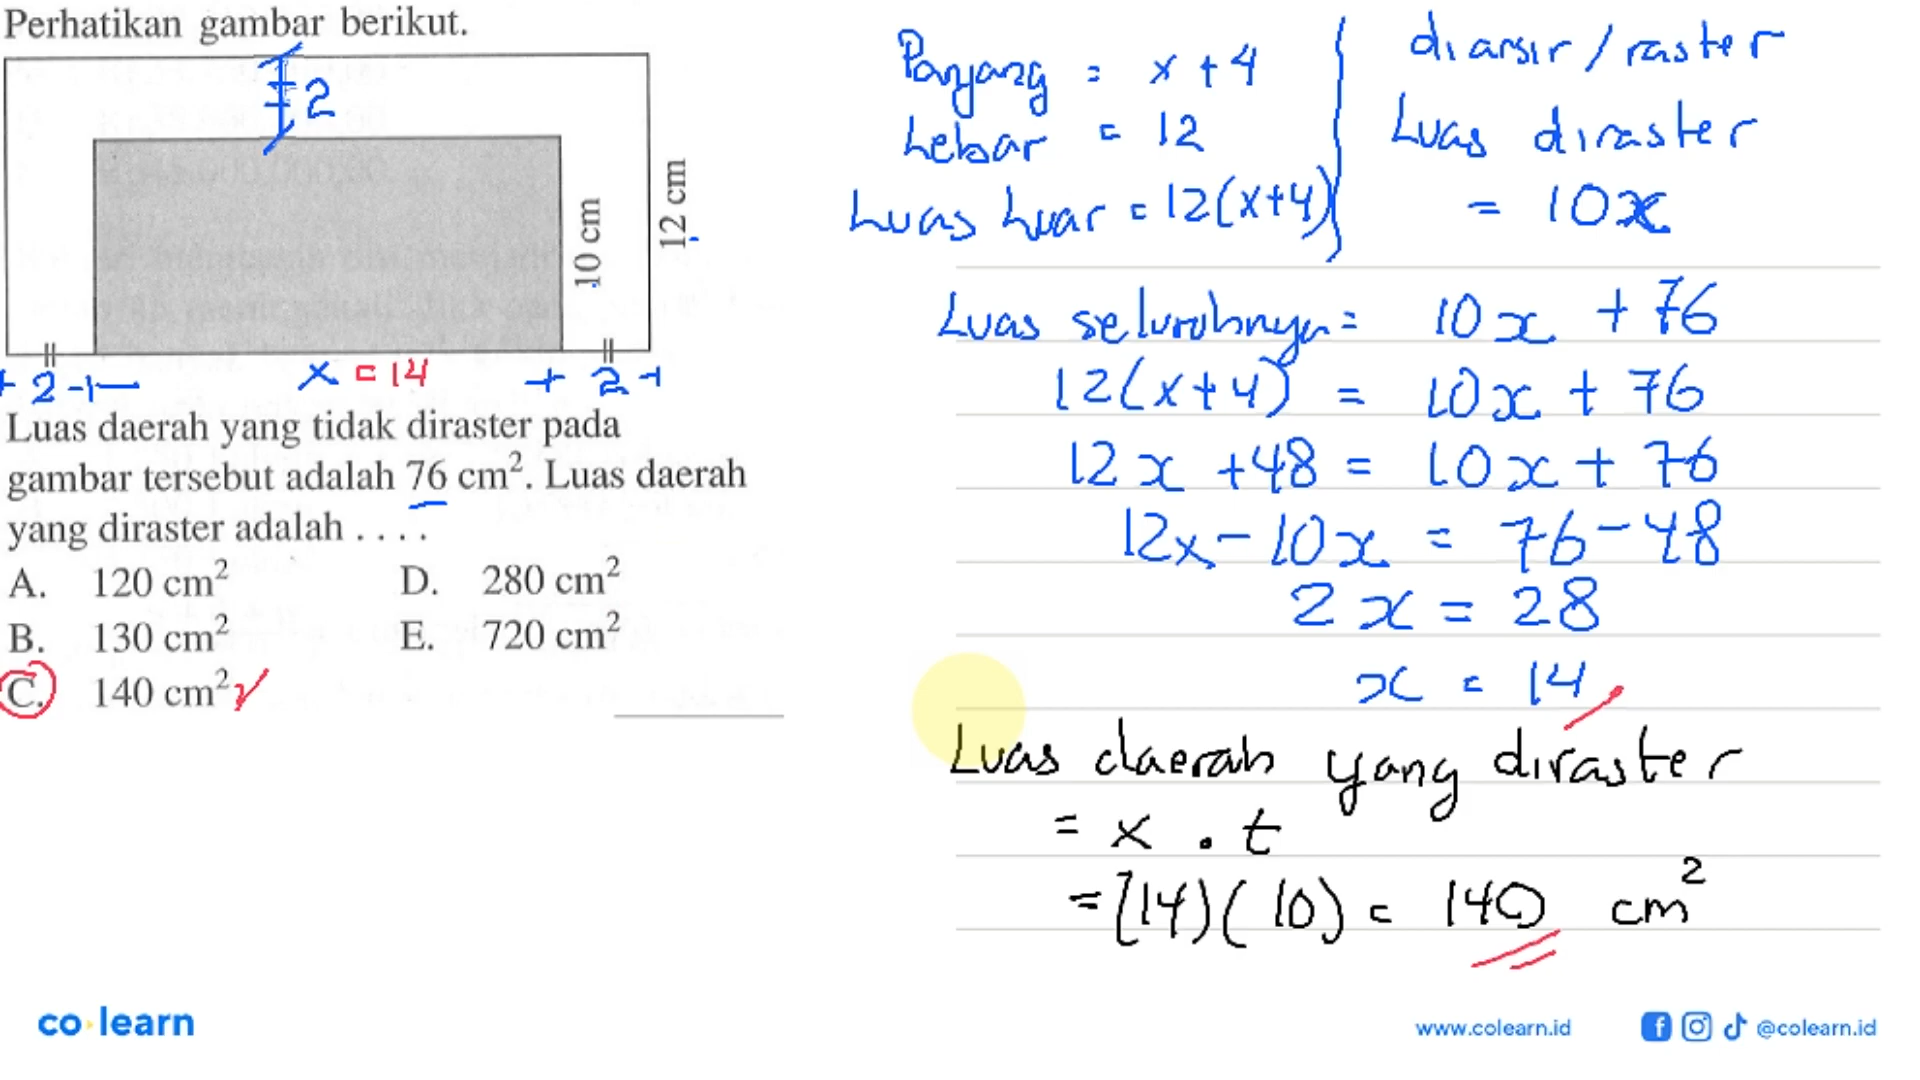 Perhatikan gambar berikut.
2
10 cm
12 cm
+ 2 -1- x = 14 + 2 -1
Luas daerah yang tidak diraster pada
gambar tersebut adalah 76 cm². Luas daerah
yang diraster adalah . . . .
A. 120 cm² D. 280 cm²
B. 130 cm² E. 720 cm²
C. 140 cm²
Panjang = x + 4
Lebar = 12
Luas Luar = 12(x+4)
diarsir / raster
Luas diraster
= 10x
Luas seluruhnya = 10x + 76
12(x+4) = 10x + 76
12x + 48 = 10x + 76
12x - 10x = 76 - 48
2x = 28
x = 14
Luas daerah yang diraster
= x . t
= (14)(10) = 140 cm²
co learn
www.colearn.id
@colearn.id